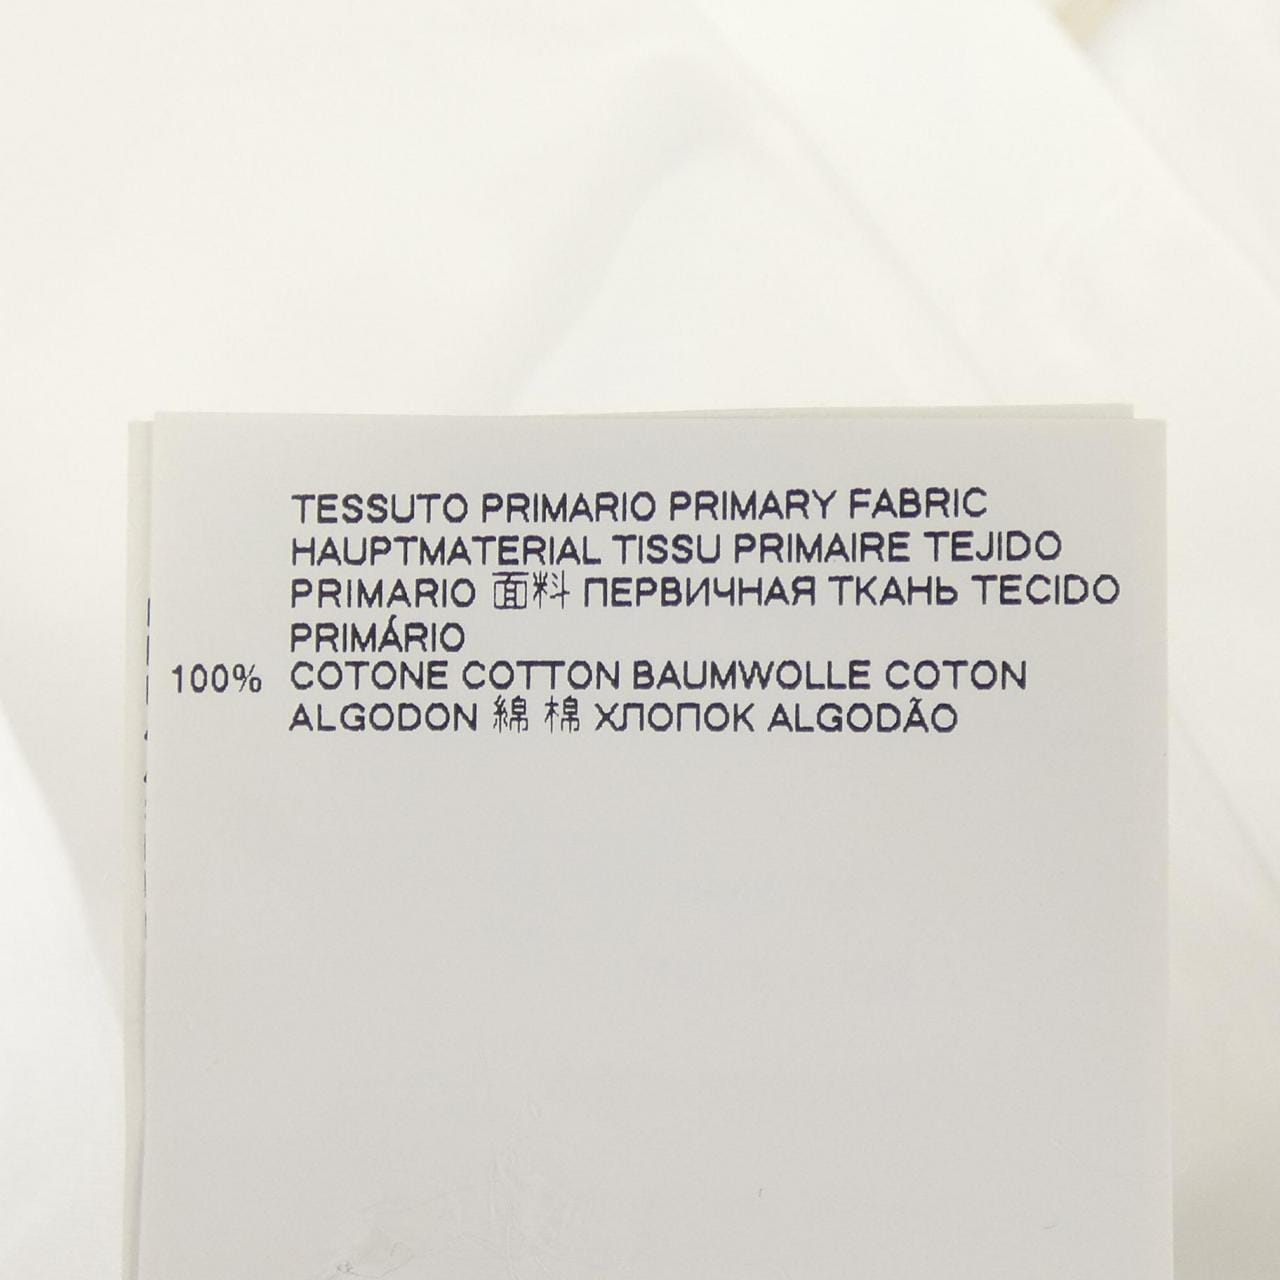 TESSUTO PRIMARIO PRIMARY FABRIC
HAUPTMATERIAL TISSU PRIMAIRE TEJIDO
PRIMARIO 面料 ПЕРВИЧНАЯ ТКАНЬ TECIDO
PRIMÁRIO
100% COTONE COTTON BAUMWOLLE COTON
ALGODON 綿 棉 ХЛОПОК ALGODÃO